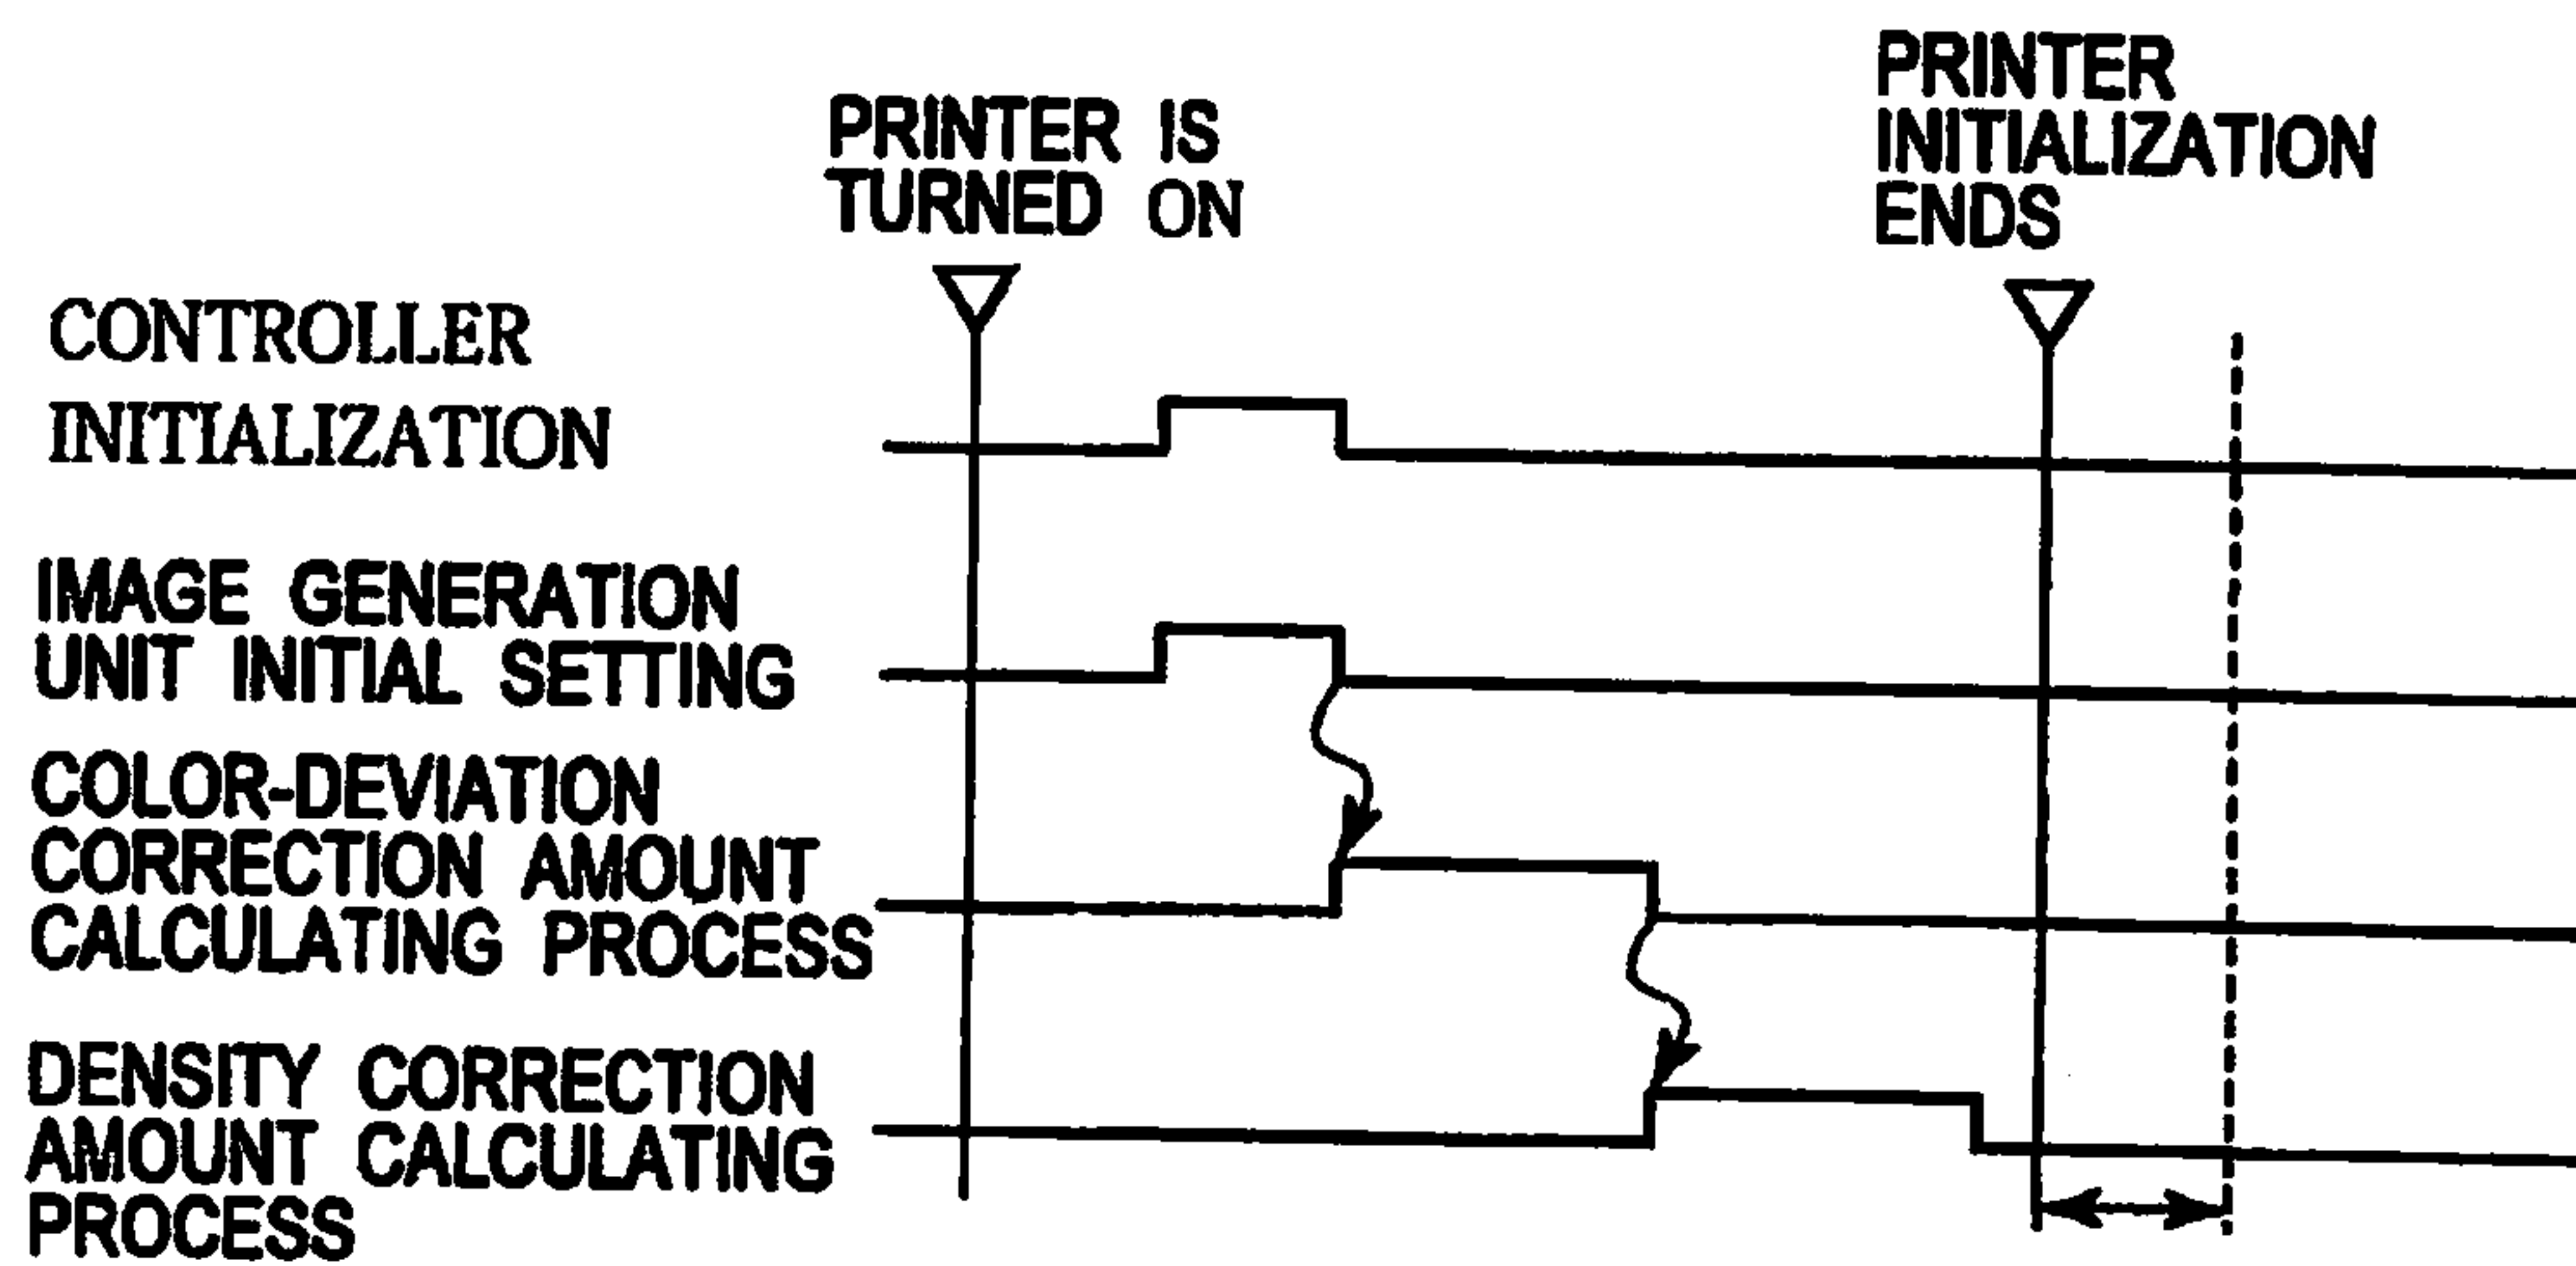 PRINTER IS
TURNED ON
PRINTER
INITIALIZATION
ENDS
CONTROLLER
INITIALIZATION
IMAGE GENERATION
UNIT INITIAL SETTING
COLOR-DEVIATION
CORRECTION AMOUNT
CALCULATING PROCESS
DENSITY CORRECTION
AMOUNT CALCULATING
PROCESS